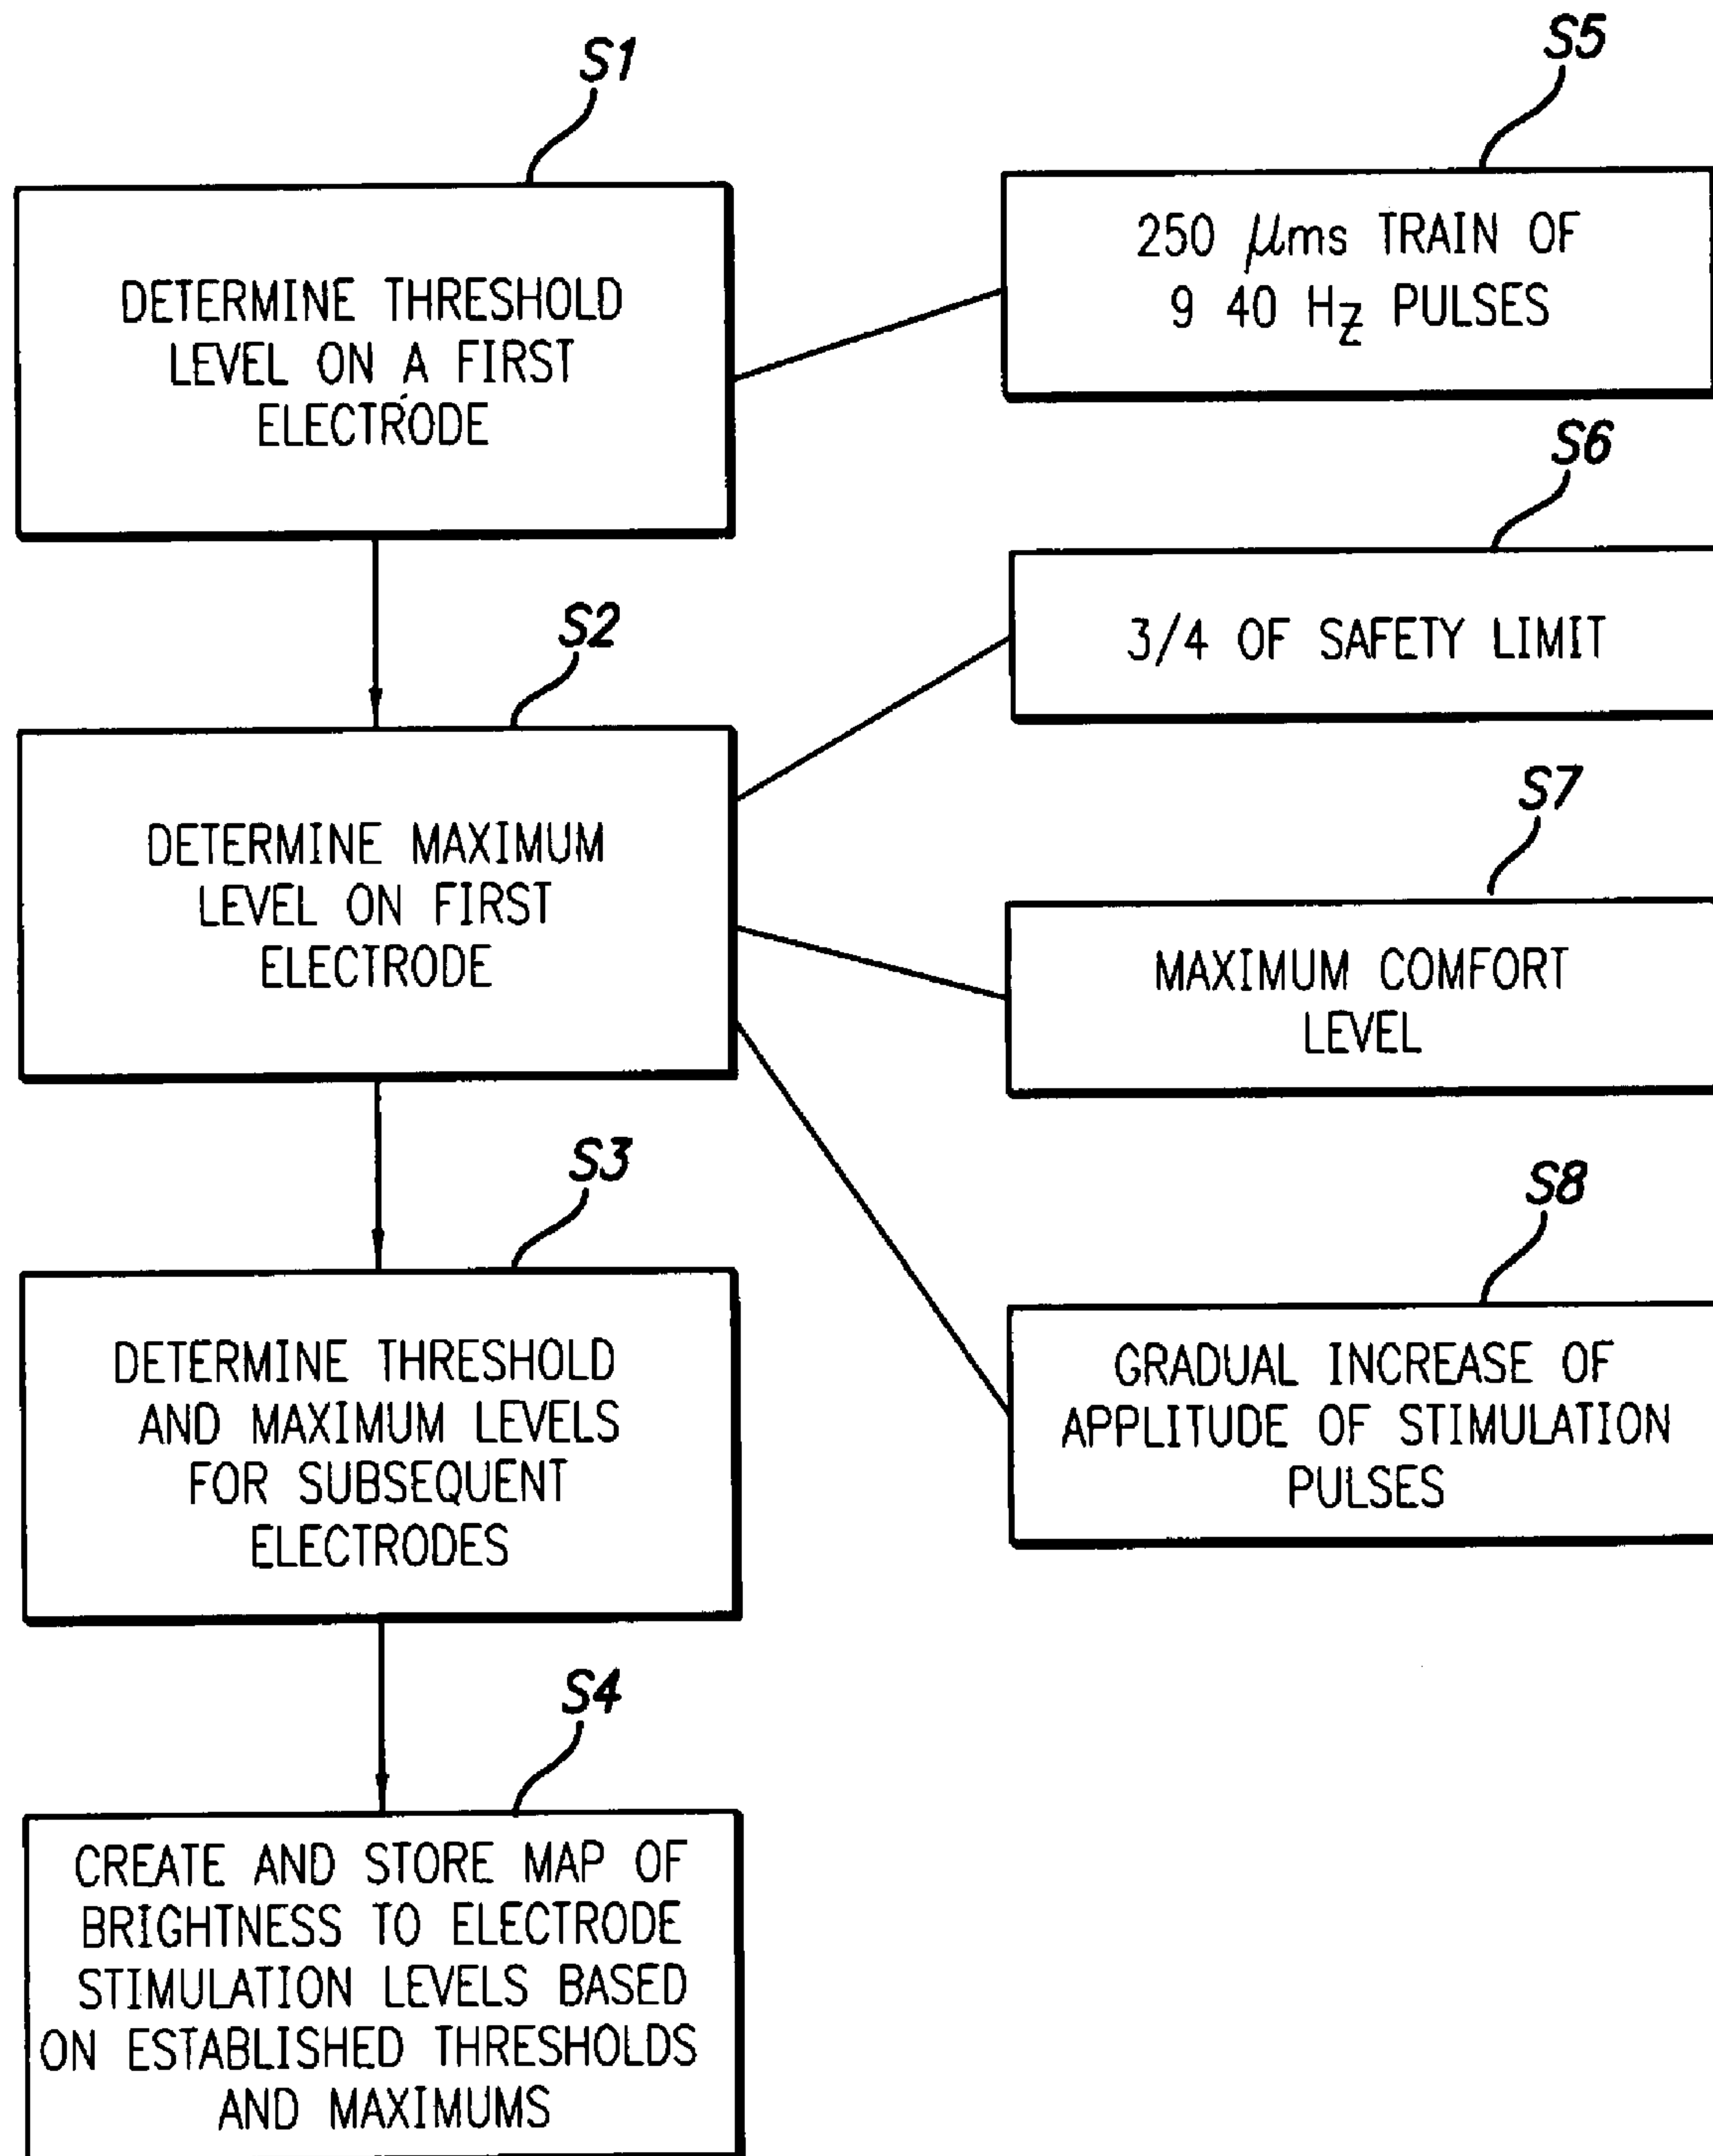 S1
DETERMINE THRESHOLD
LEVEL ON A FIRST
ELECTRODE
S5
250 µms TRAIN OF
9 40 Hz PULSES
S2
DETERMINE MAXIMUM
LEVEL ON FIRST
ELECTRODE
S6
3/4 OF SAFETY LIMIT
S7
MAXIMUM COMFORT
LEVEL
S8
GRADUAL INCREASE OF
APPLITUDE OF STIMULATION
PULSES
S3
DETERMINE THRESHOLD
AND MAXIMUM LEVELS
FOR SUBSEQUENT
ELECTRODES
S4
CREATE AND STORE MAP OF
BRIGHTNESS TO ELECTRODE
STIMULATION LEVELS BASED
ON ESTABLISHED THRESHOLDS
AND MAXIMUMS